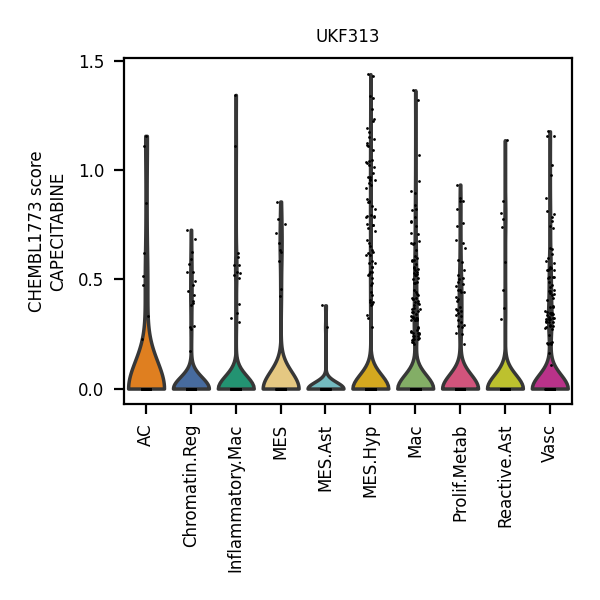 UKF313
CHEMBL1773 score
CAPECITABINE
1.5
1.0
0.5
0.0
AC
Chromatin.Reg
Inflammatory.Mac
MES
MES.Ast
MES.Hyp
Mac
Prolif.Metab
Reactive.Ast
Vasc